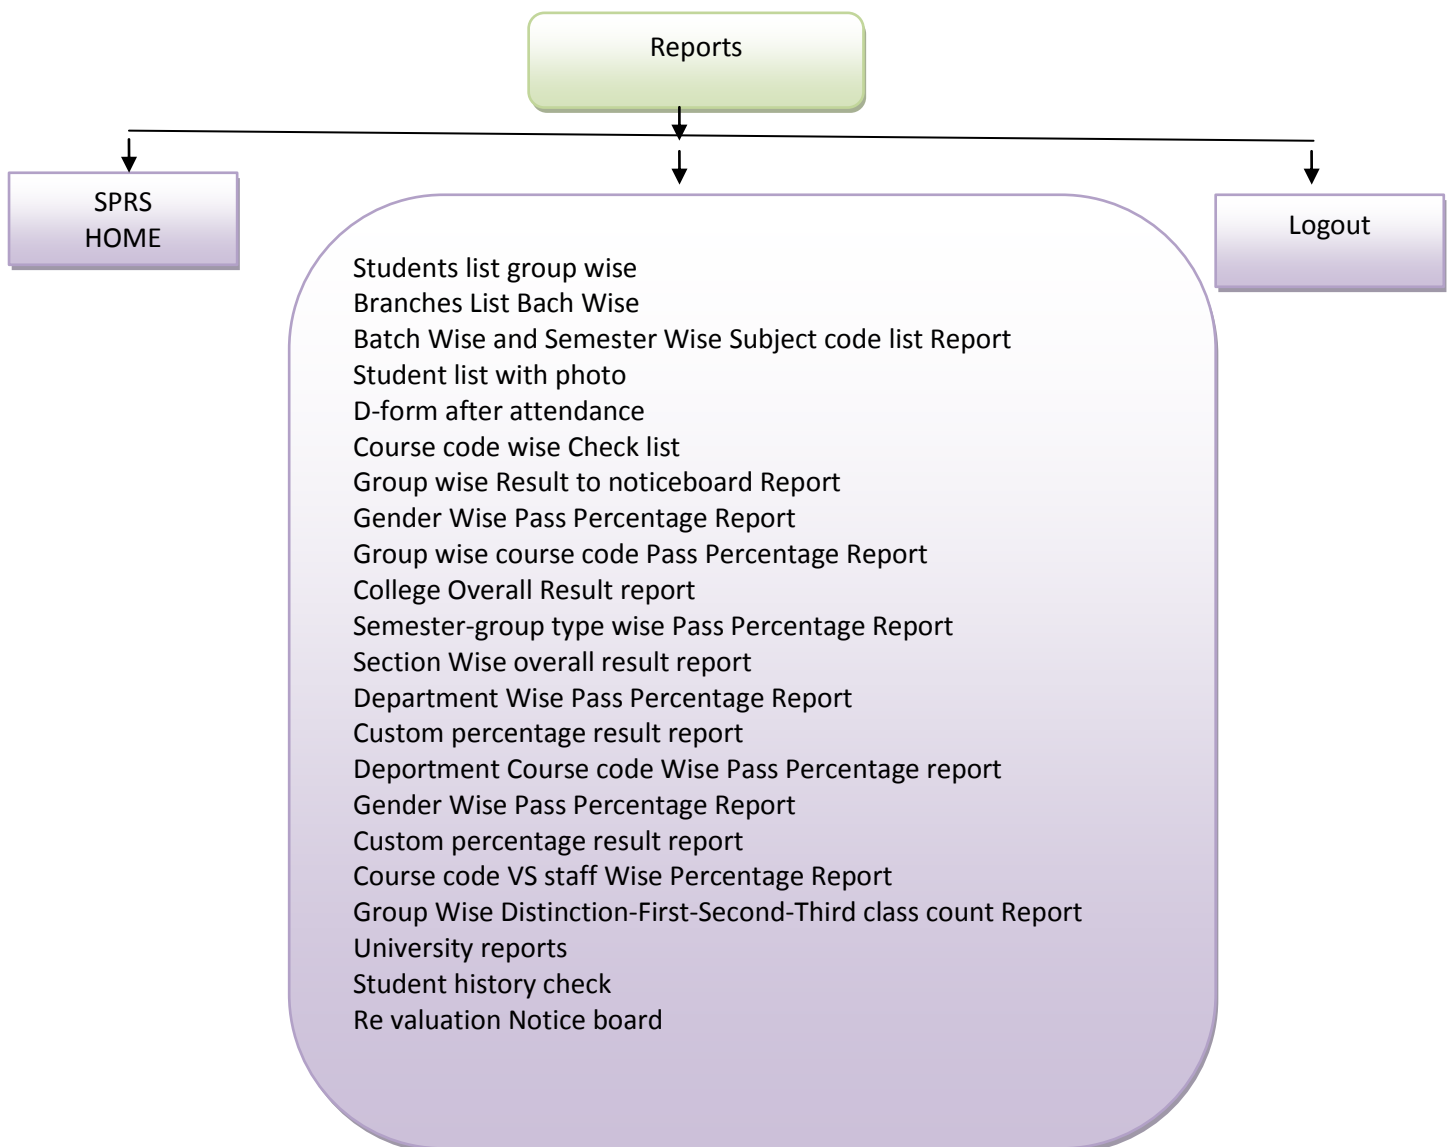 Reports
SPRS
HOME
Logout
Students list group wise
Branches List Bach Wise
Batch Wise and Semester Wise Subject code list Report
Student list with photo
D-form after attendance
Course code wise Check list
Group wise Result to noticeboard Report
Gender Wise Pass Percentage Report
Group wise course code Pass Percentage Report
College Overall Result report
Semester-group type wise Pass Percentage Report
Section Wise overall result report
Department Wise Pass Percentage Report
Custom percentage result report
Deportment Course code Wise Pass Percentage report
Gender Wise Pass Percentage Report
Custom percentage result report
Course code VS staff Wise Percentage Report
Group Wise Distinction-First-Second-Third class count Report
University reports
Student history check
Re valuation Notice board